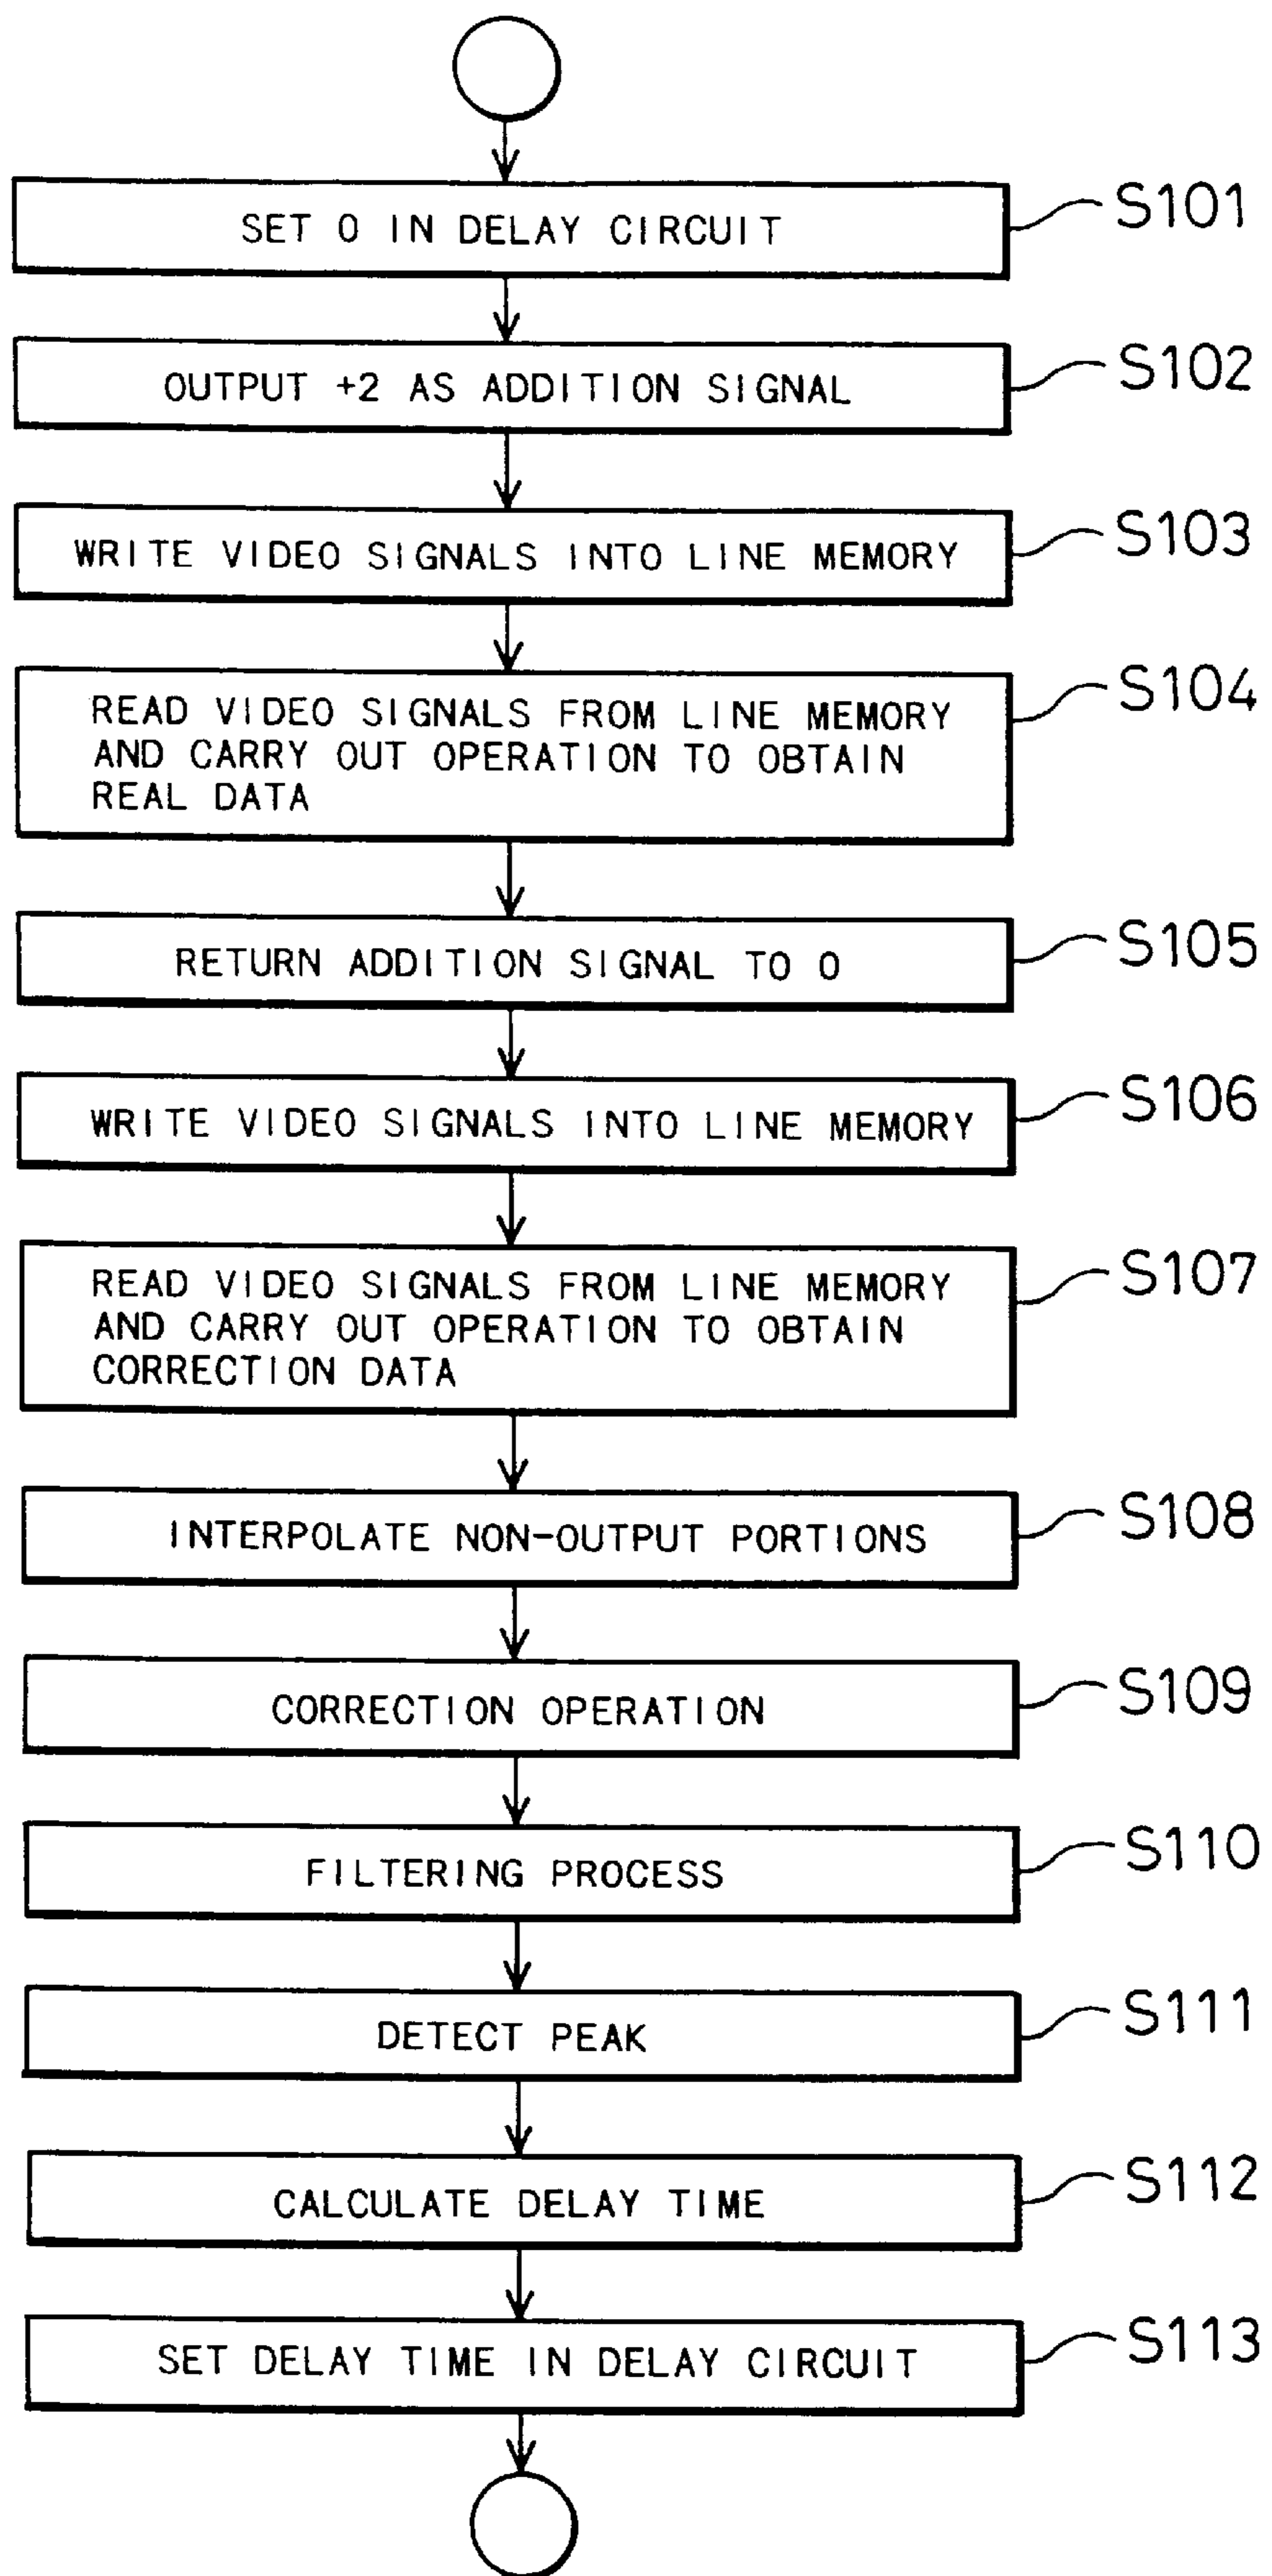 SET 0 IN DELAY CIRCUIT
S101
OUTPUT +2 AS ADDITION SIGNAL
S102
WRITE VIDEO SIGNALS INTO LINE MEMORY
S103
READ VIDEO SIGNALS FROM LINE MEMORY
AND CARRY OUT OPERATION TO OBTAIN
REAL DATA
S104
RETURN ADDITION SIGNAL TO 0
S105
WRITE VIDEO SIGNALS INTO LINE MEMORY
S106
READ VIDEO SIGNALS FROM LINE MEMORY
AND CARRY OUT OPERATION TO OBTAIN
CORRECTION DATA
S107
INTERPOLATE NON-OUTPUT PORTIONS
S108
CORRECTION OPERATION
S109
FILTERING PROCESS
S110
DETECT PEAK
S111
CALCULATE DELAY TIME
S112
SET DELAY TIME IN DELAY CIRCUIT
S113